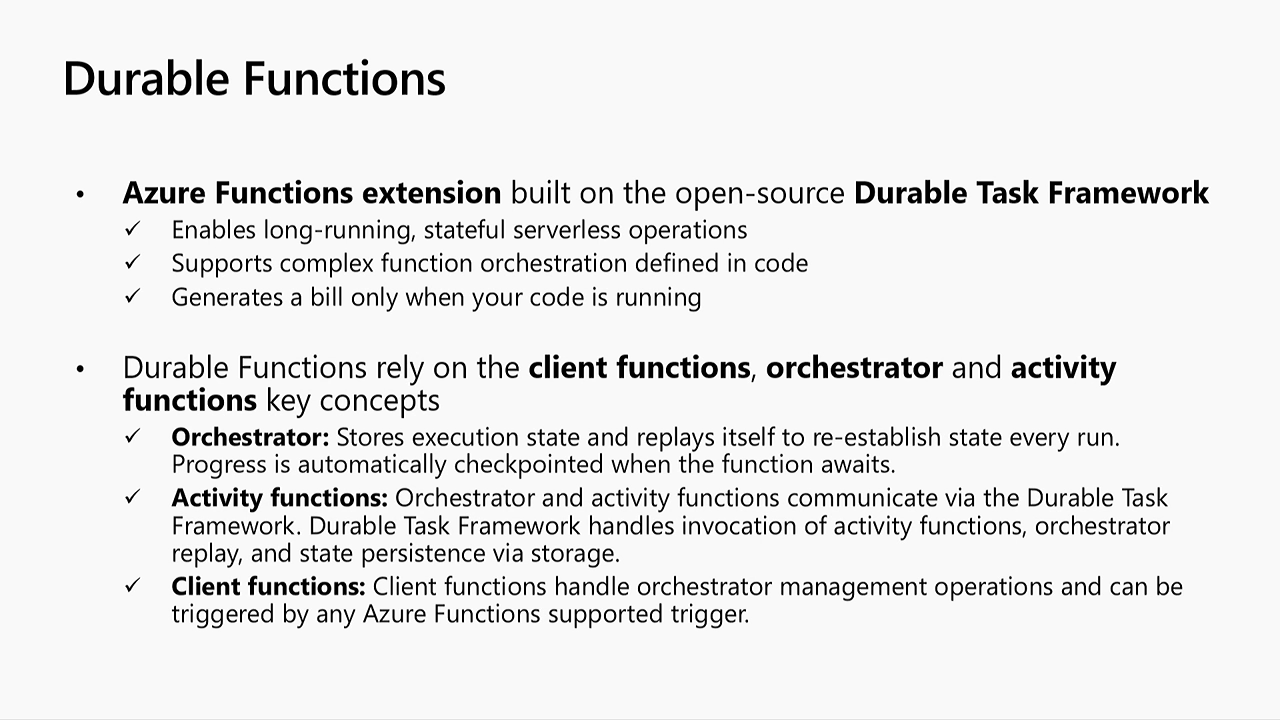 Durable Functions
• Azure Functions extension built on the open-source Durable Task Framework
✓ Enables long-running, stateful serverless operations
✓ Supports complex function orchestration defined in code
✓ Generates a bill only when your code is running
• Durable Functions rely on the client functions, orchestrator and activity
functions key concepts
✓ Orchestrator: Stores execution state and replays itself to re-establish state every run.
Progress is automatically checkpointed when the function awaits.
✓ Activity functions: Orchestrator and activity functions communicate via the Durable Task
Framework. Durable Task Framework handles invocation of activity functions, orchestrator
replay, and state persistence via storage.
✓ Client functions: Client functions handle orchestrator management operations and can be
triggered by any Azure Functions supported trigger.